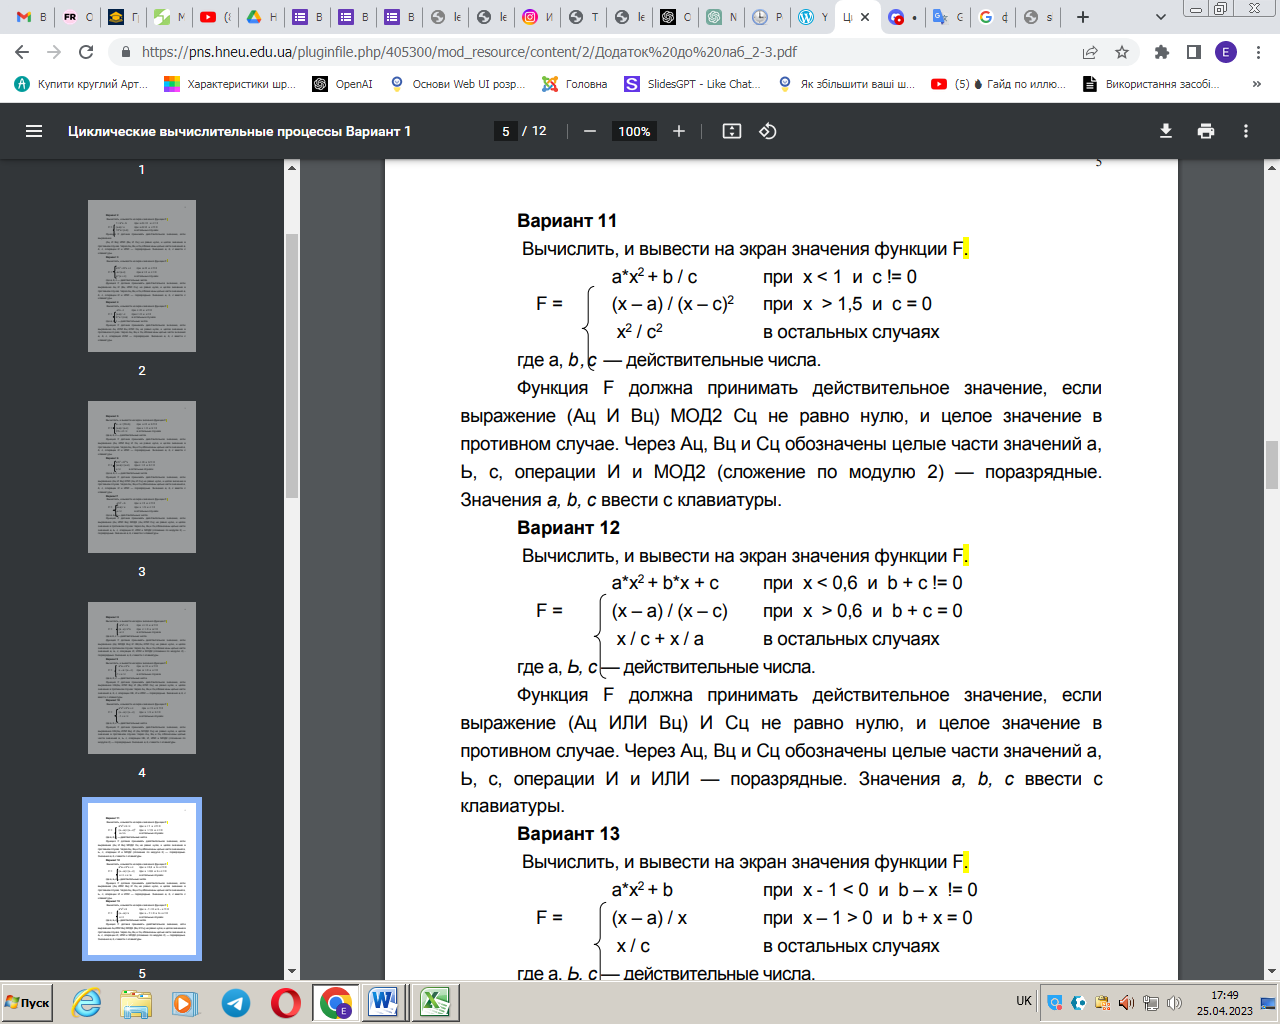 В
FR
О
Гр
М
(8
Д
Н
В
В
В
Ie
Ie
И
Т
Ie
О
N
Р
Y
Ци
G
ф
s
https://pns.hneu.edu.ua/pluginfile.php/405300/mod_resource/content/2/Додаток%20до%20лаб_2-3.pdf
E
Купити круглий Арт...
Характеристики шр...
OpenAI
Основи Web UI розр...
Головна
SlidesGPT - Like Chat...
Як збільшити ваші ш...
(5) Гайд по иллю...
Використання засобі...
»
Циклические вычислительные процессы Вариант 1
5 / 12
100%
1
2
3
4
5
5
Вариант 11
Вычислить, и вывести на экран значения функции F.
a*x² + b / c при x < 1 и c != 0
F = (x – a) / (x – c)² при x > 1,5 и c = 0
x² / c² в остальных случаях
где a, b, c — действительные числа.
Функция F должна принимать действительное значение, если
выражение (Ац И Вц) МОД2 Сц не равно нулю, и целое значение в
противном случае. Через Ац, Вц и Сц обозначены целые части значений а,
Ь, с, операции И и МОД2 (сложение по модулю 2) — поразрядные.
Значения a, b, c ввести с клавиатуры.
Вариант 12
Вычислить, и вывести на экран значения функции F.
a*x² + b*x + c при x < 0,6 и b + c != 0
F = (x – a) / (x – c) при x > 0,6 и b + c = 0
x / c + x / a в остальных случаях
где а, Ь, с — действительные числа.
Функция F должна принимать действительное значение, если
выражение (Ац ИЛИ Вц) И Сц не равно нулю, и целое значение в
противном случае. Через Ац, Вц и Сц обозначены целые части значений а,
Ь, с, операции И и ИЛИ — поразрядные. Значения a, b, c ввести с
клавиатуры.
Вариант 13
Вычислить, и вывести на экран значения функции F.
a*x² + b при x - 1 < 0 и b – x != 0
F = (x – a) / x при x – 1 > 0 и b + x = 0
x / c в остальных случаях
где а, Ь, с — действительные числа.
Пуск
UK
17:49
25.04.2023